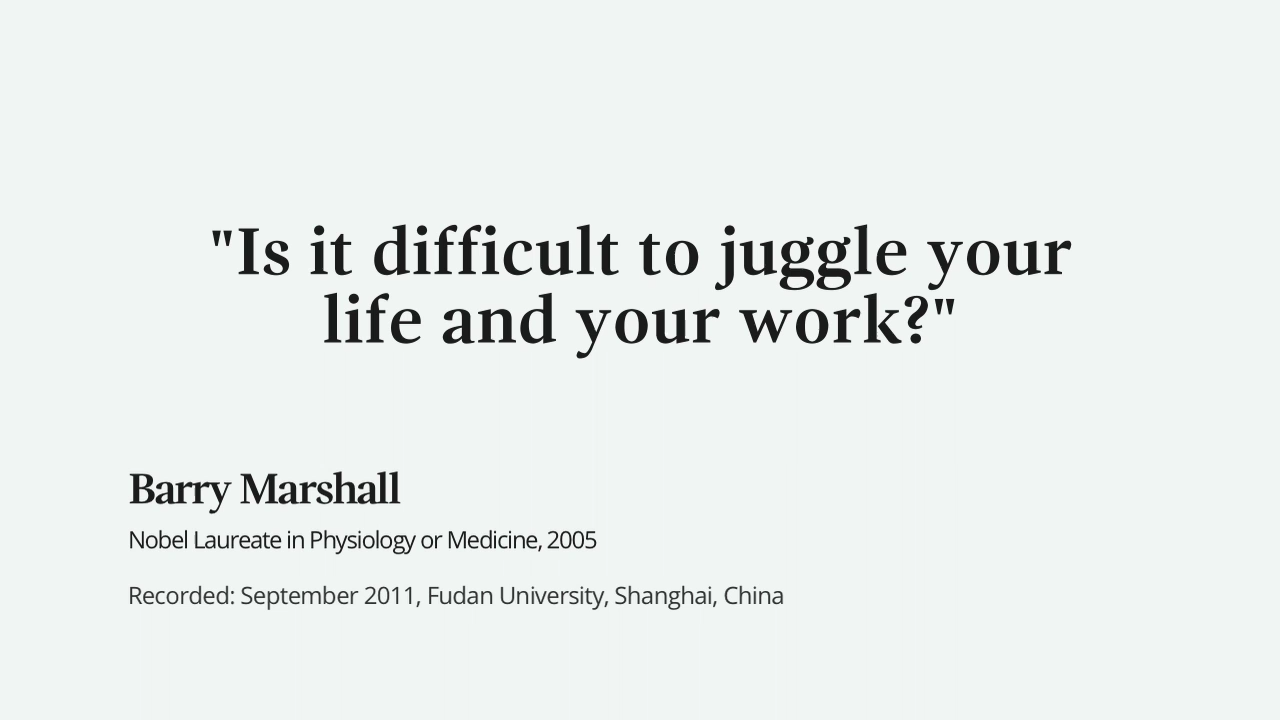 "Is it difficult to juggle your
life and your work?"
Barry Marshall
Nobel Laureate in Physiology or Medicine, 2005
Recorded: September 2011, Fudan University, Shanghai, China